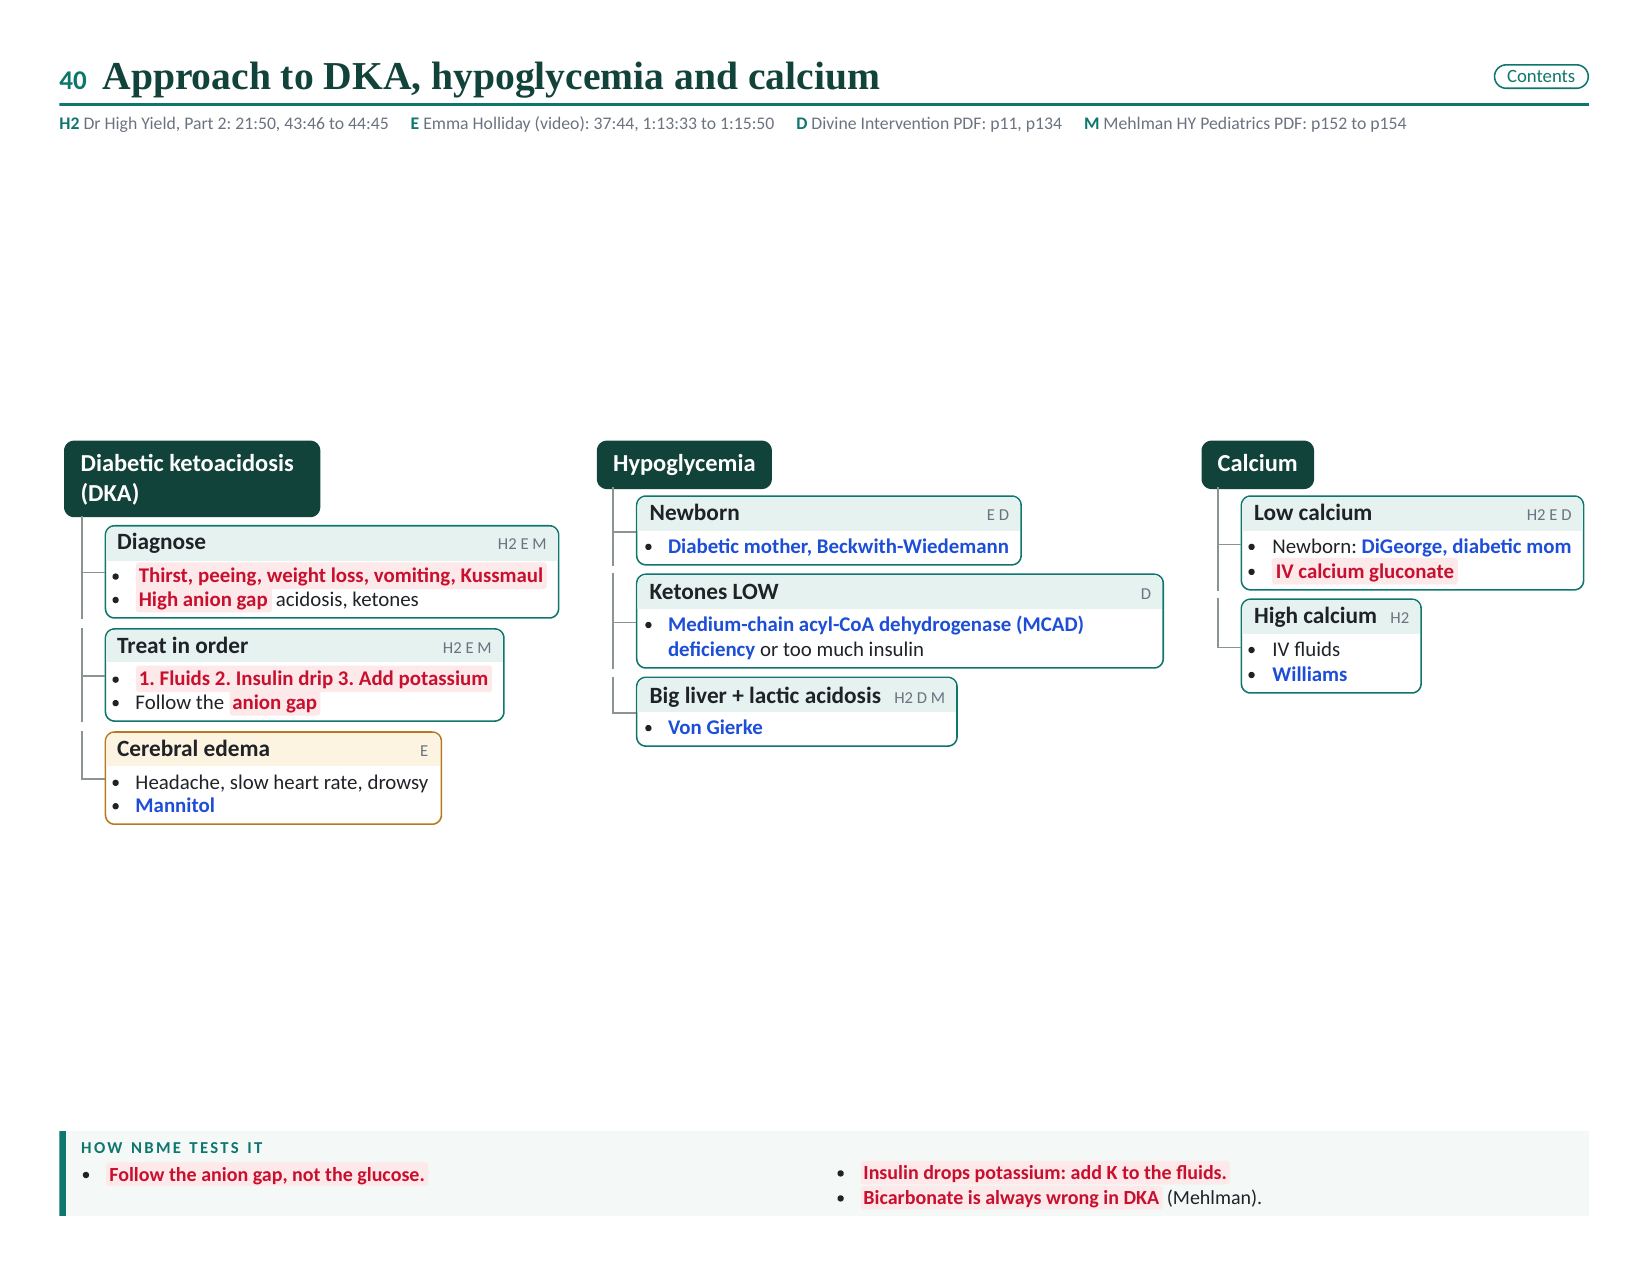 40 Approach to DKA, hypoglycemia and calcium
Contents
H2 Dr High Yield, Part 2: 21:50, 43:46 to 44:45 E Emma Holliday (video): 37:44, 1:13:33 to 1:15:50 D Divine Intervention PDF: p11, p134 M Mehlman HY Pediatrics PDF: p152 to p154
Diabetic ketoacidosis
(DKA)
Diagnose H2 E M
• Thirst, peeing, weight loss, vomiting, Kussmaul
• High anion gap acidosis, ketones
Treat in order H2 E M
• 1. Fluids 2. Insulin drip 3. Add potassium
• Follow the anion gap
Cerebral edema E
• Headache, slow heart rate, drowsy
• Mannitol
Hypoglycemia
Newborn E D
• Diabetic mother, Beckwith-Wiedemann
Ketones LOW D
• Medium-chain acyl-CoA dehydrogenase (MCAD)
deficiency or too much insulin
Big liver + lactic acidosis H2 D M
• Von Gierke
Calcium
Low calcium H2 E D
• Newborn: DiGeorge, diabetic mom
• IV calcium gluconate
High calcium H2
• IV fluids
• Williams
HOW NBME TESTS IT
• Follow the anion gap, not the glucose.
• Insulin drops potassium: add K to the fluids.
• Bicarbonate is always wrong in DKA (Mehlman).